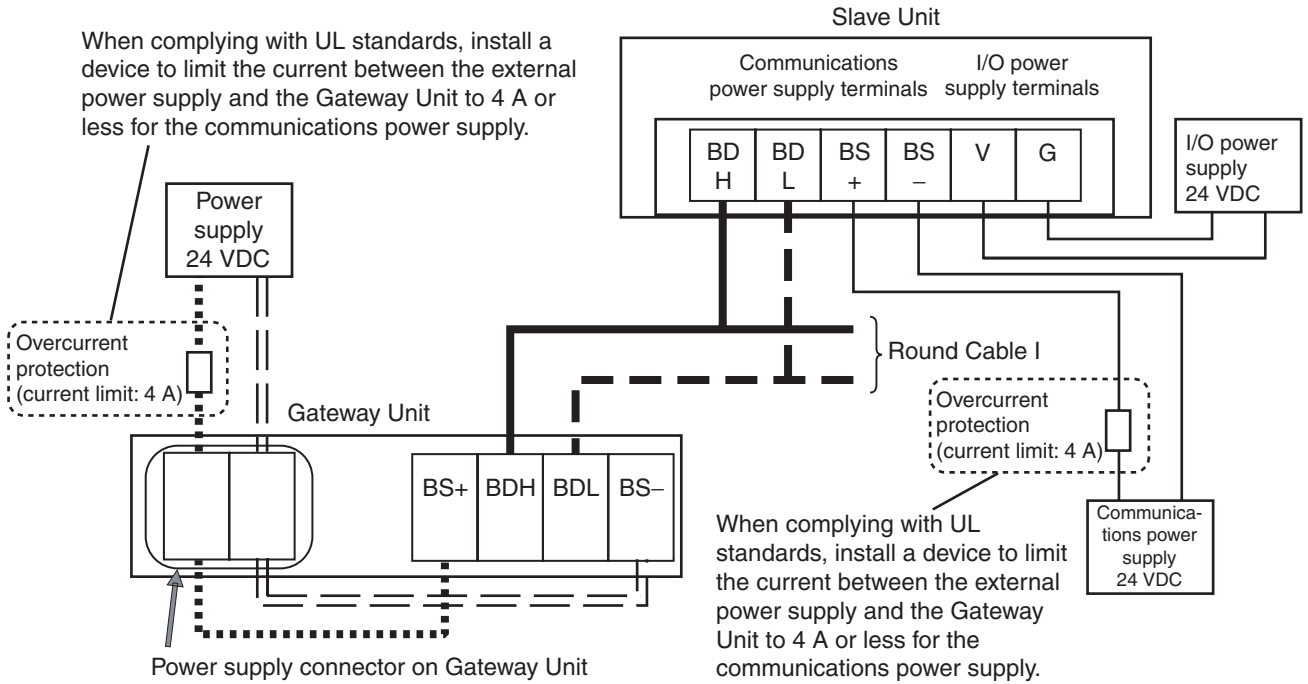 Slave Unit
When complying with UL standards, install a
device to limit the current between the external
power supply and the Gateway Unit to 4 A or
less for the communications power supply.
Communications
power supply terminals
I/O power
supply terminals
BD
H
BD
L
BS
+
BS
–
V
G
I/O power
supply
24 VDC
Power
supply
24 VDC
Overcurrent
protection
(current limit: 4 A)
Round Cable I
Gateway Unit
BS+
BDH
BDL
BS–
Overcurrent
protection
(current limit: 4 A)
Communica-
tions power
supply
24 VDC
When complying with UL
standards, install a device to limit
the current between the external
power supply and the Gateway
Unit to 4 A or less for the
communications power supply.
Power supply connector on Gateway Unit